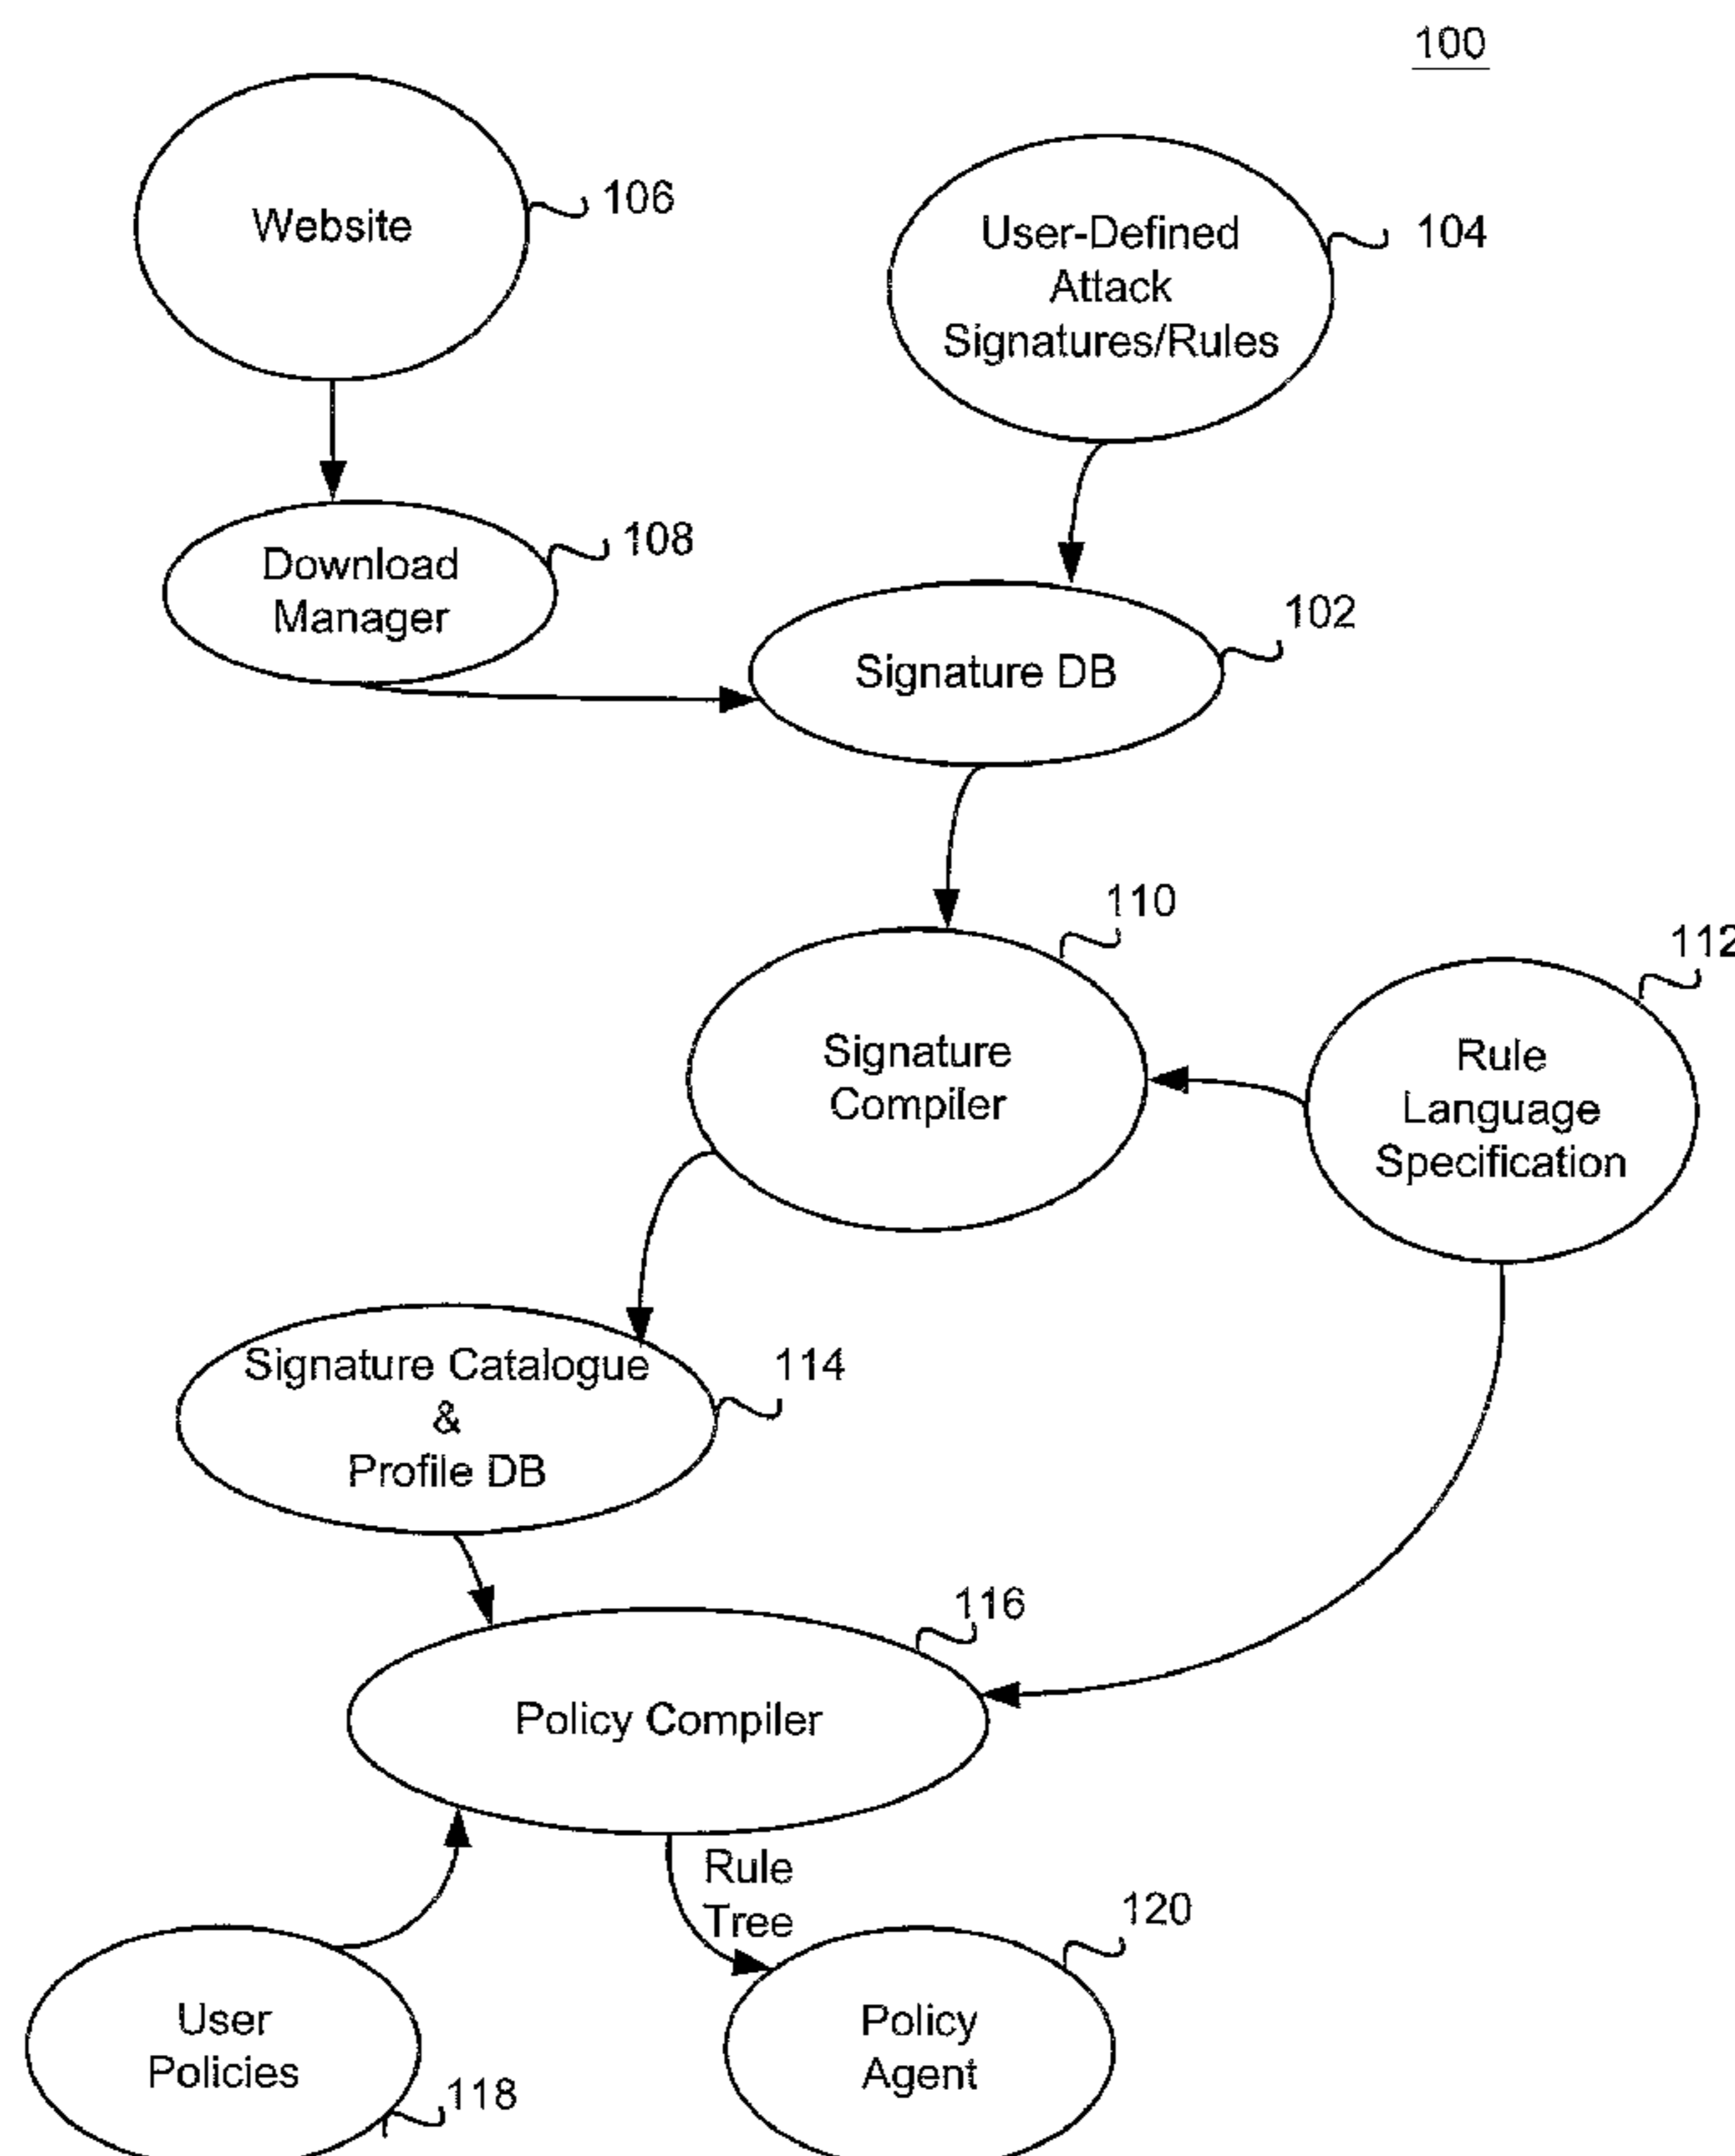 100
Website
106
User-Defined
Attack
Signatures/Rules
104
Download
Manager
108
Signature DB
102
Signature
Compiler
110
Rule
Language
Specification
112
Signature Catalogue
&
Profile DB
114
Policy Compiler
116
Rule
Tree
User
Policies
118
Policy
Agent
120